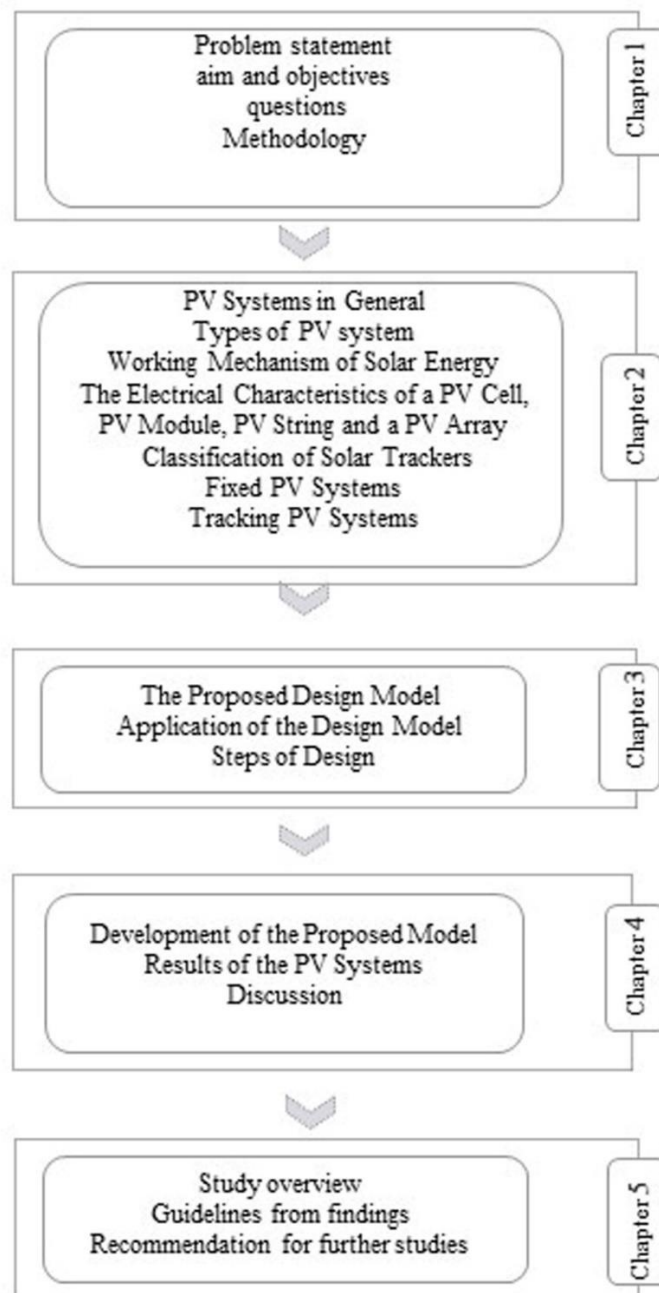 Problem statement
aim and objectives
questions
Methodology
Chapter 1
PV Systems in General
Types of PV system
Working Mechanism of Solar Energy
The Electrical Characteristics of a PV Cell,
PV Module, PV String and a PV Array
Classification of Solar Trackers
Fixed PV Systems
Tracking PV Systems
Chapter 2
The Proposed Design Model
Application of the Design Model
Steps of Design
Chapter 3
Development of the Proposed Model
Results of the PV Systems
Discussion
Chapter 4
Study overview
Guidelines from findings
Recommendation for further studies
Chapter 5